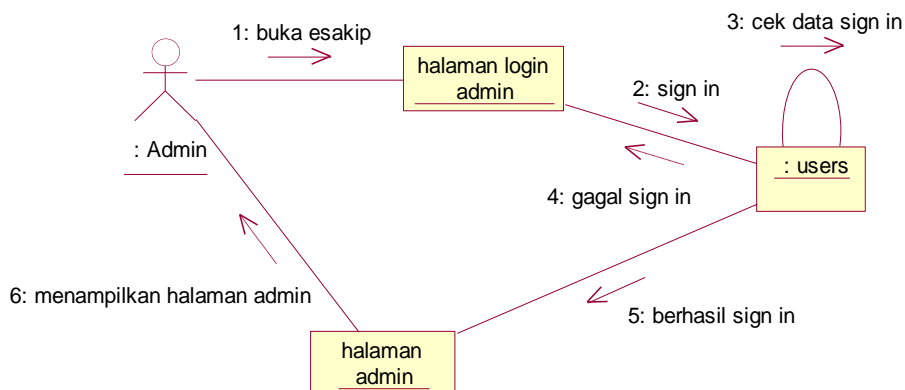 3: cek data sign in
1: buka esakip
halaman login
admin
2: sign in
: Admin
: users
4: gagal sign in
6: menampilkan halaman admin
5: berhasil sign in
halaman
admin